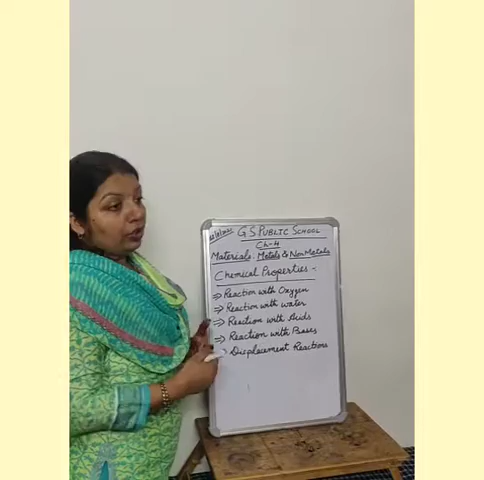 G S PUBLIC SCHOOL
Ch-4
Materials: Metals & Non Metals
Chemical Properties :-
⇒ Reaction with Oxygen
⇒ Reaction with water
⇒ Reaction with Acids
⇒ Reaction with Bases
⇒ Displacement Reactions